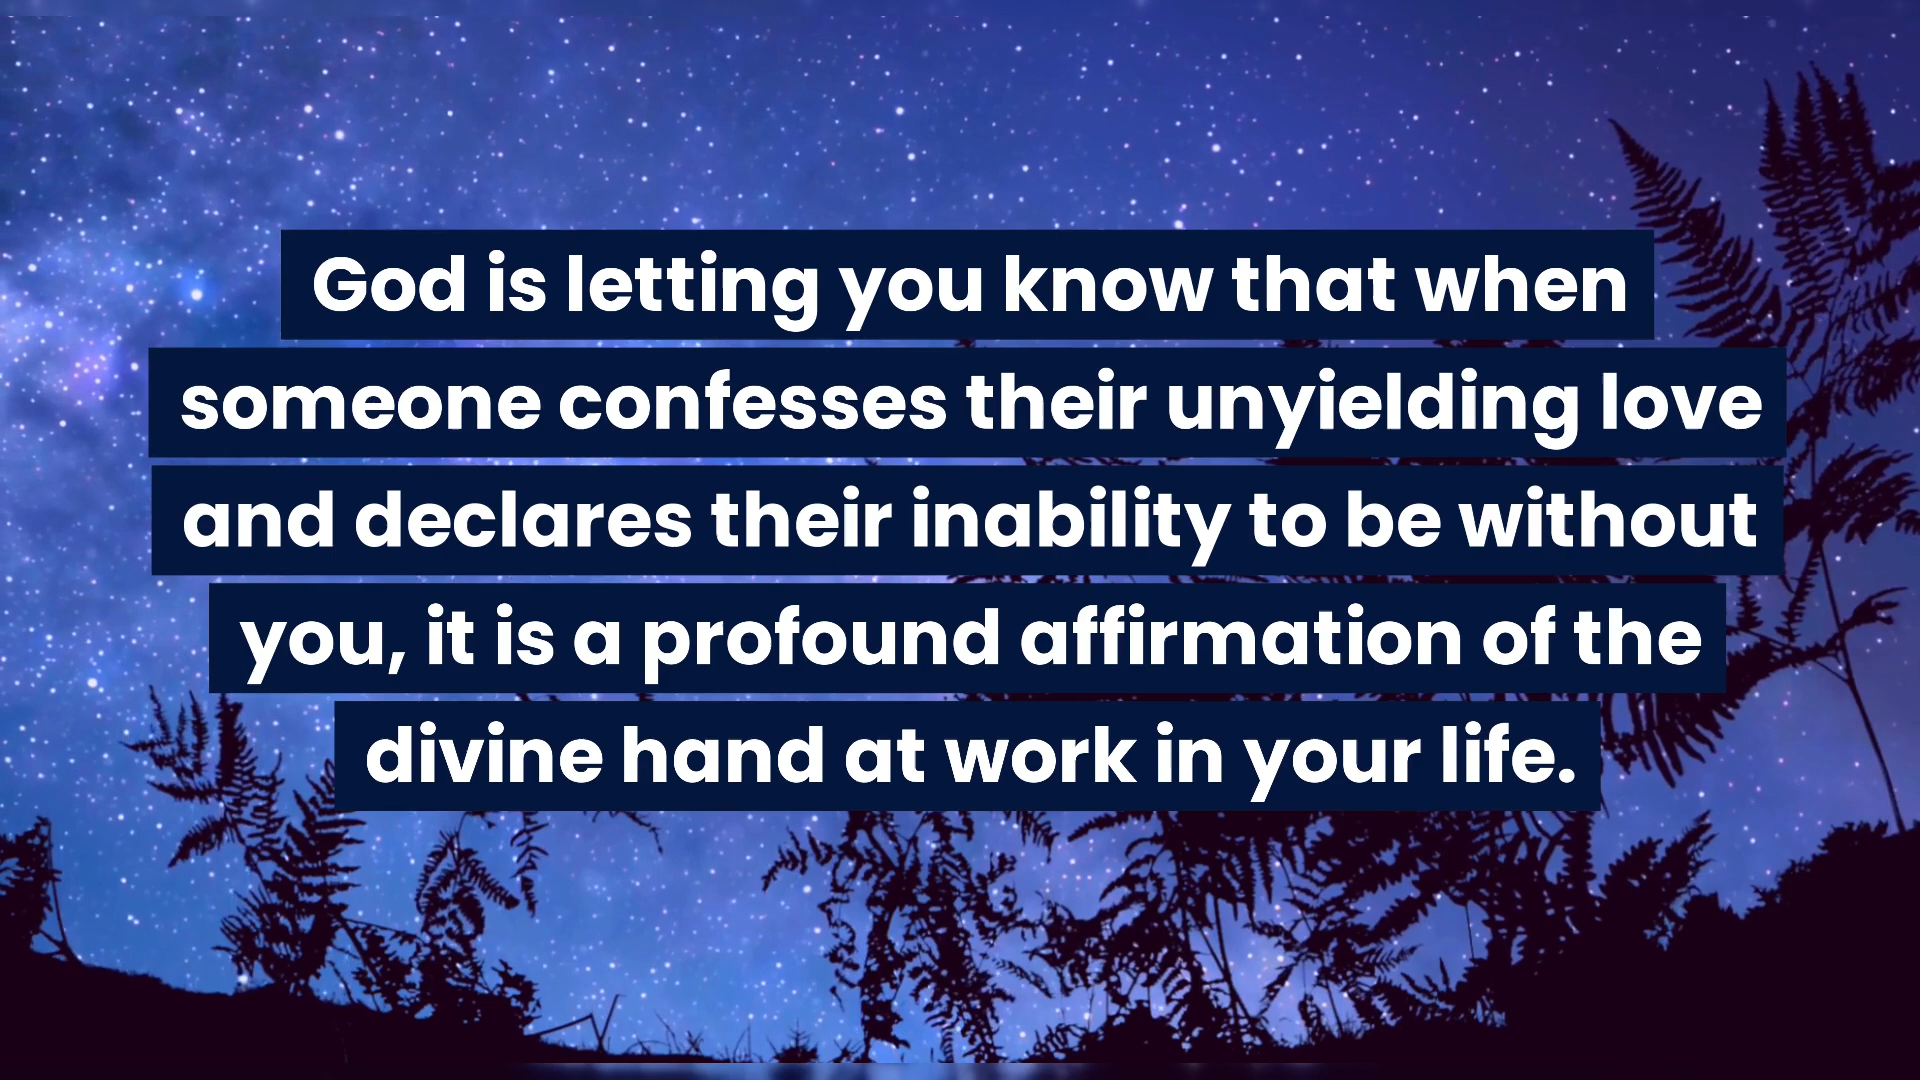 God is letting you know that when
someone confesses their unyielding love
and declares their inability to be without
you, it is a profound affirmation of the
divine hand at work in your life.